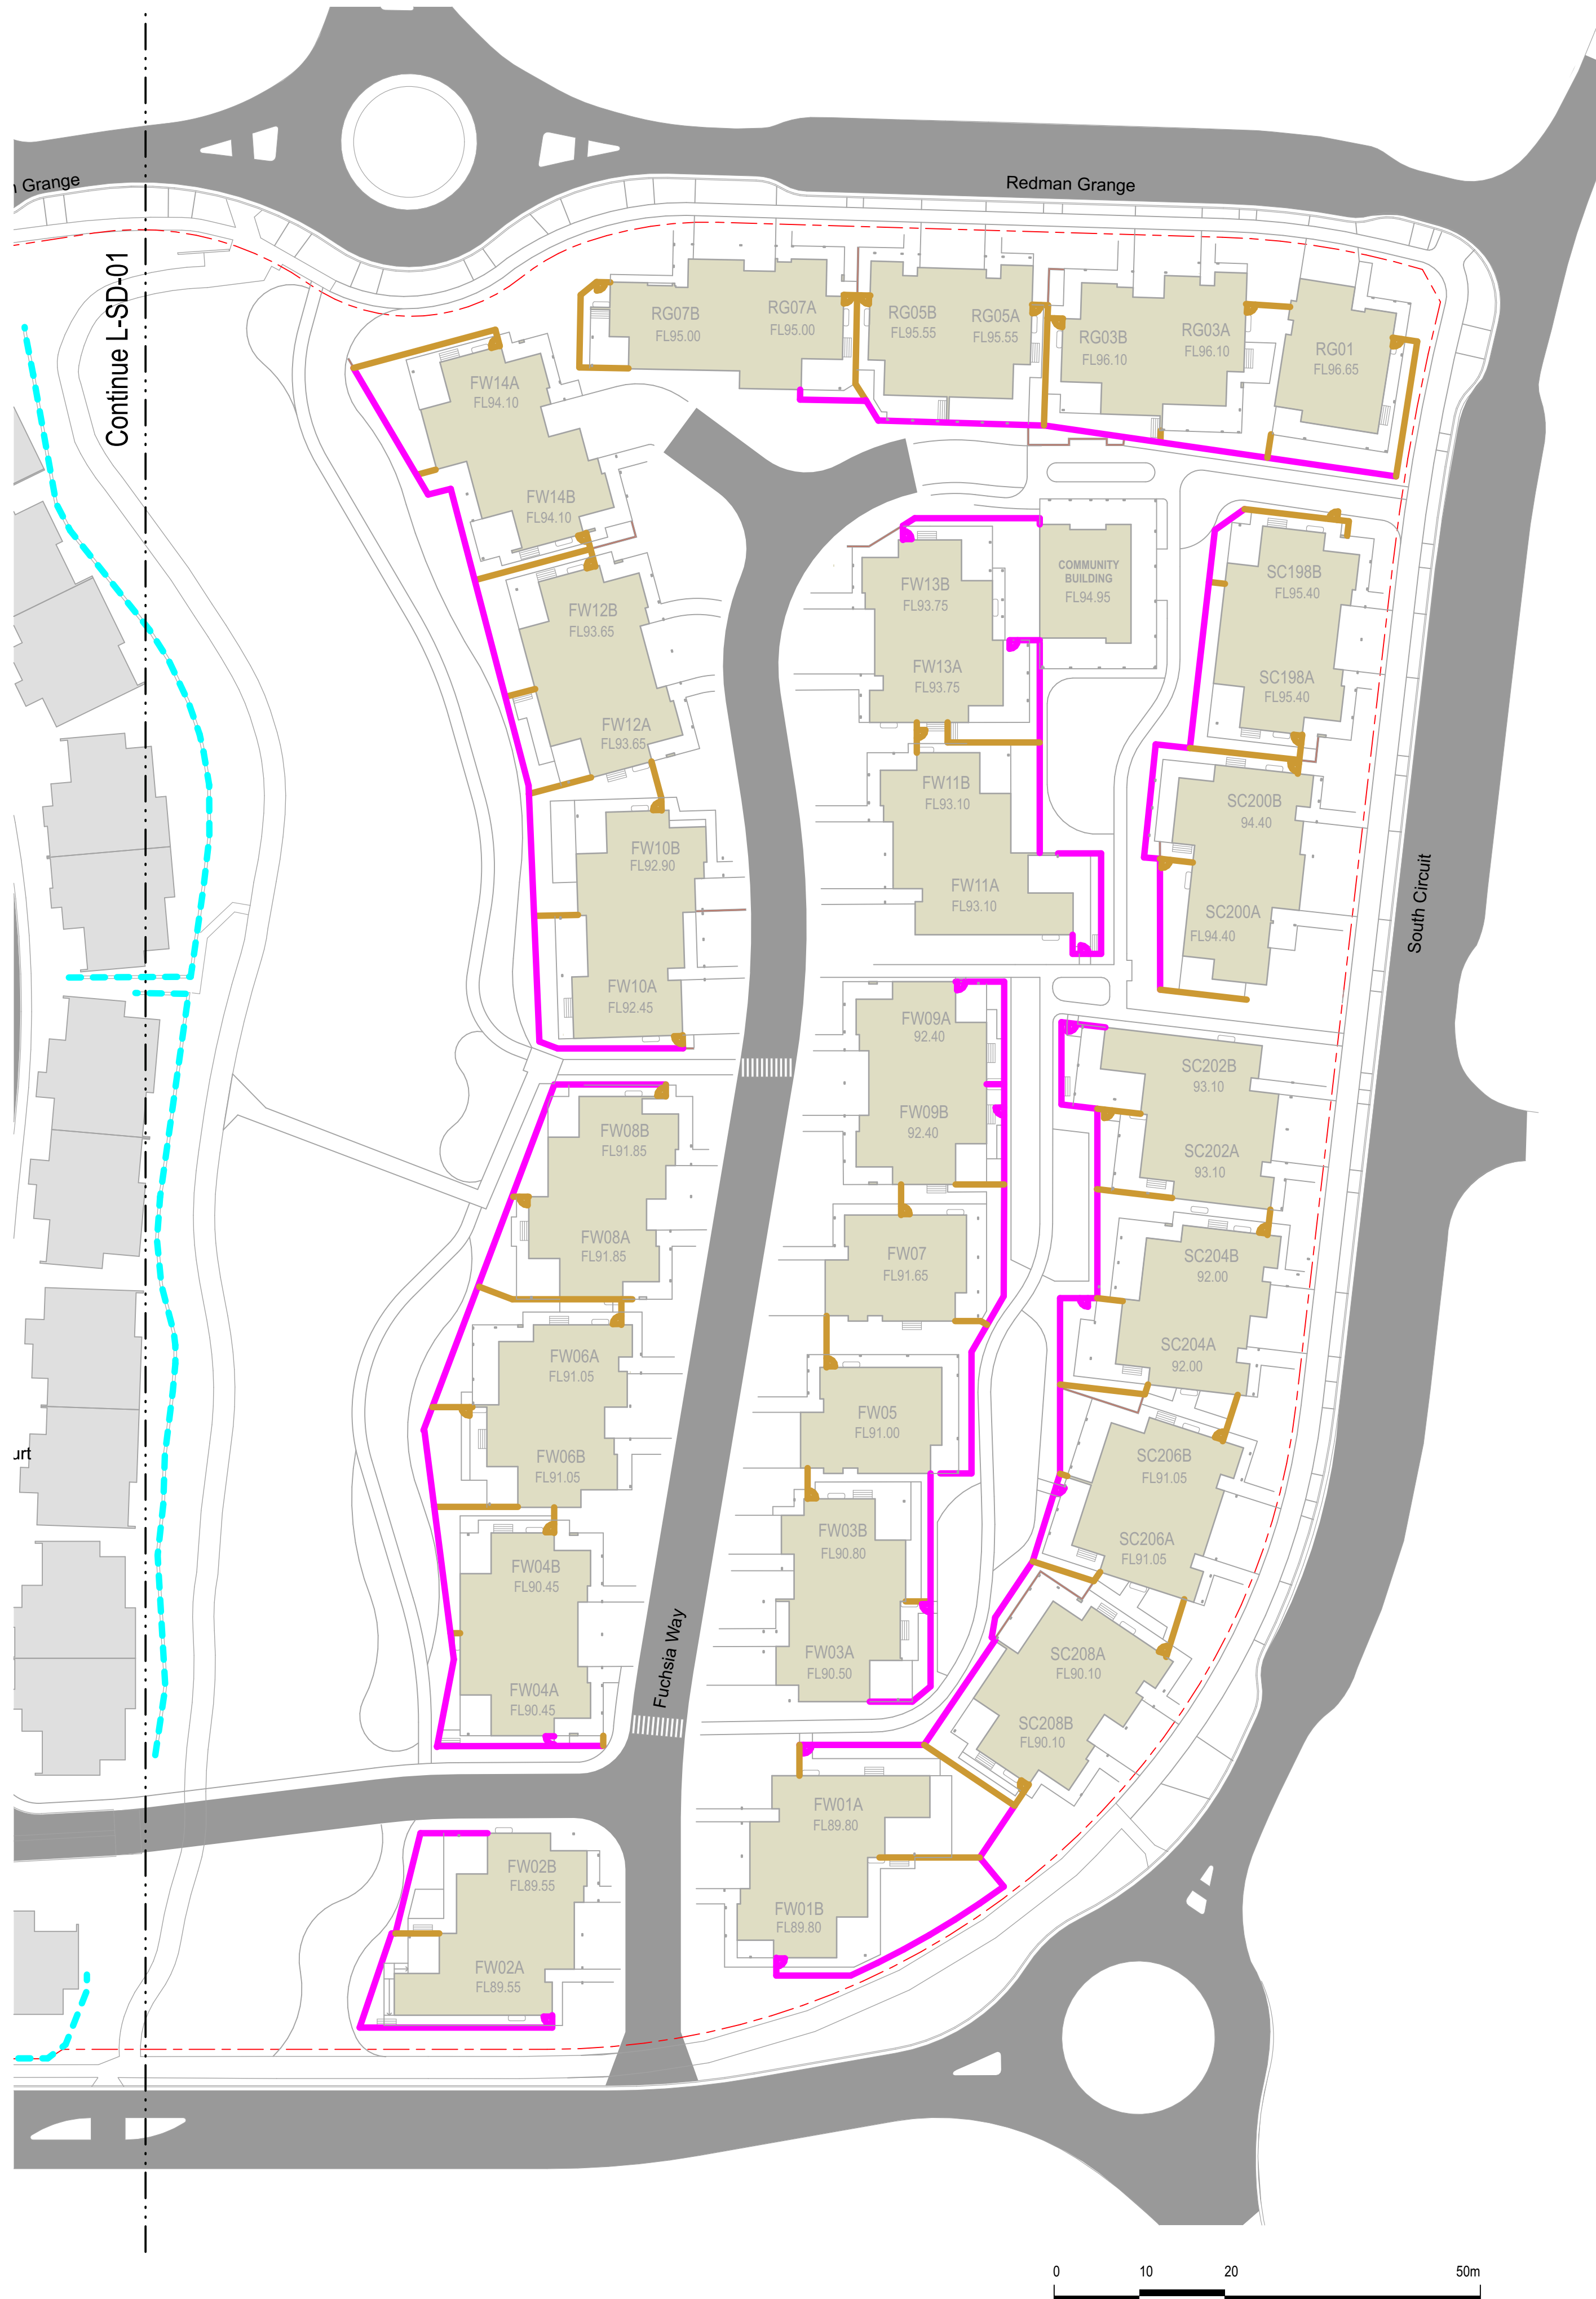 Grange
Redman Grange
Continue L-SD-01
RG07B
FL95.00
RG07A
FL95.00
RG05B
FL95.55
RG05A
FL95.55
RG03B
FL96.10
RG03A
FL96.10
RG01
FL96.65
FW14A
FL94.10
FW14B
FL94.10
FW13B
FL93.75
COMMUNITY
BUILDING
FL94.95
SC198B
FL95.40
FW12B
FL93.65
FW13A
FL93.75
SC198A
FL95.40
FW12A
FL93.65
FW11B
FL93.10
SC200B
94.40
FW10B
FL92.90
FW11A
FL93.10
SC200A
FL94.40
South Circuit
FW10A
FL92.45
FW09A
92.40
SC202B
93.10
FW08B
FL91.85
FW09B
92.40
SC202A
93.10
FW08A
FL91.85
FW07
FL91.65
SC204B
92.00
FW06A
FL91.05
SC204A
92.00
FW05
FL91.00
urt
FW06B
FL91.05
SC206B
FL91.05
FW03B
FL90.80
SC206A
FL91.05
FW04B
FL90.45
FW03A
FL90.50
SC208A
FL90.10
FW04A
FL90.45
Fuchsia Way
SC208B
FL90.10
FW01A
FL89.80
FW02B
FL89.55
FW01B
FL89.80
FW02A
FL89.55
0 10 20 50m